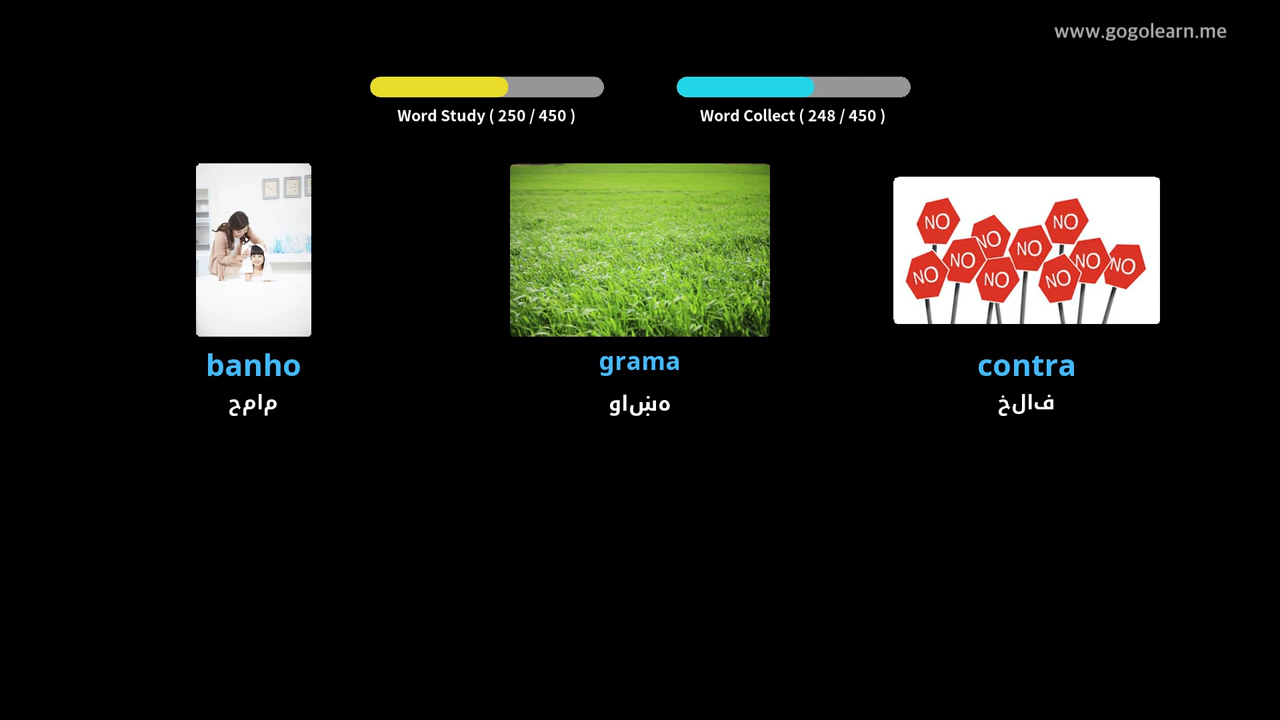 www.gogolearn.me
Word Study ( 250 / 450 )
Word Collect ( 248 / 450 )
NO
NO
NO
NO
NO
NO
NO
NO
NO
NO
banho
grama
contra
مامح
هښاو
فالخ